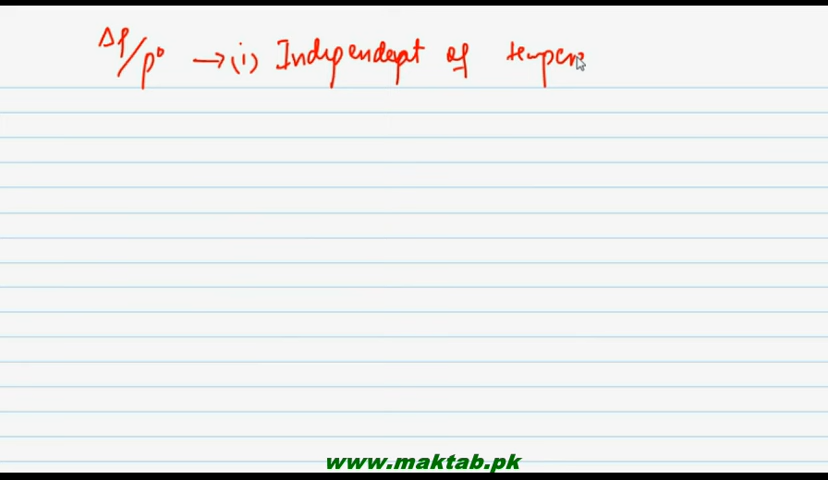 ΔP/P° → (i) Independent of temper
www.maktab.pk